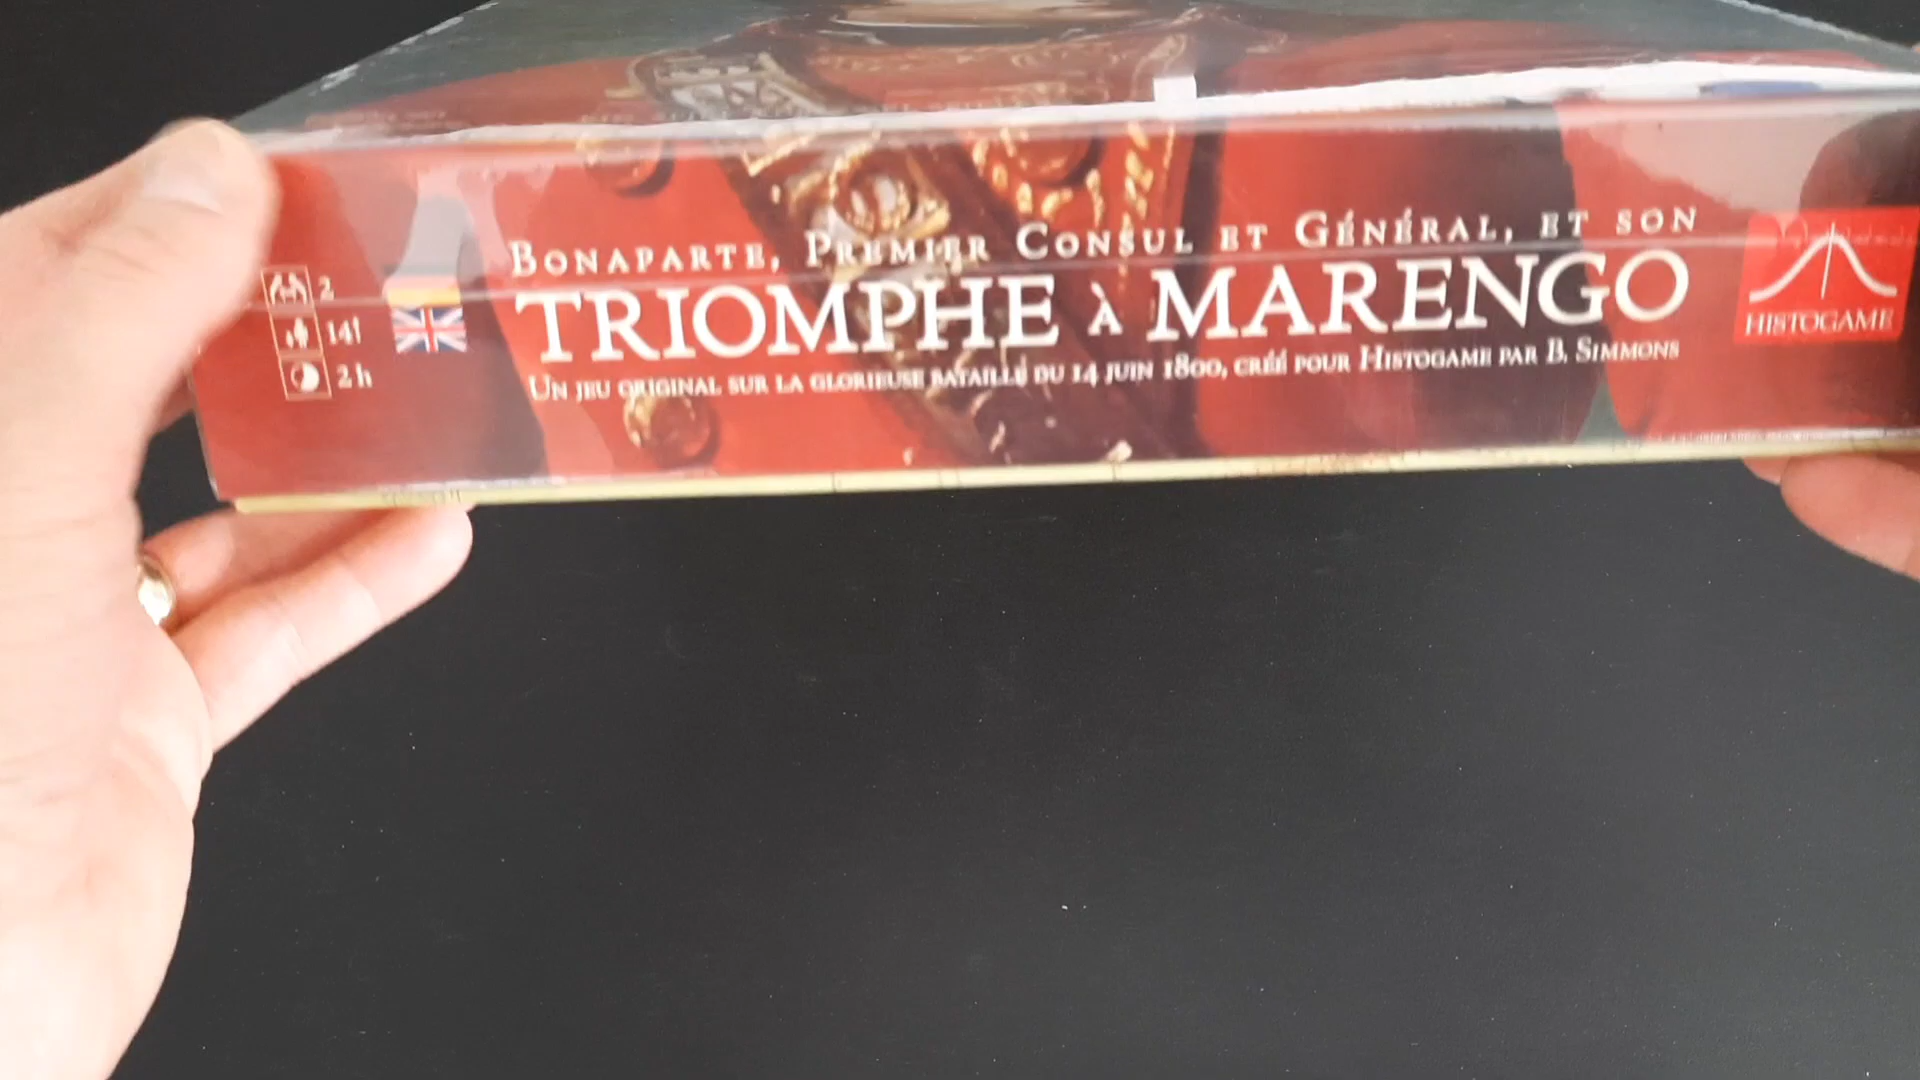 BONAPARTE, PREMIER CONSUL ET GÉNÉRAL, ET SON
TRIOMPHE À MARENGO
UN JEU ORIGINAL SUR LA GLORIEUSE BATAILLE DU 14 JUIN 1800, CRÉÉ POUR HISTOGAME PAR B. SIMMONS
2
14†
2 h
HISTOGAME